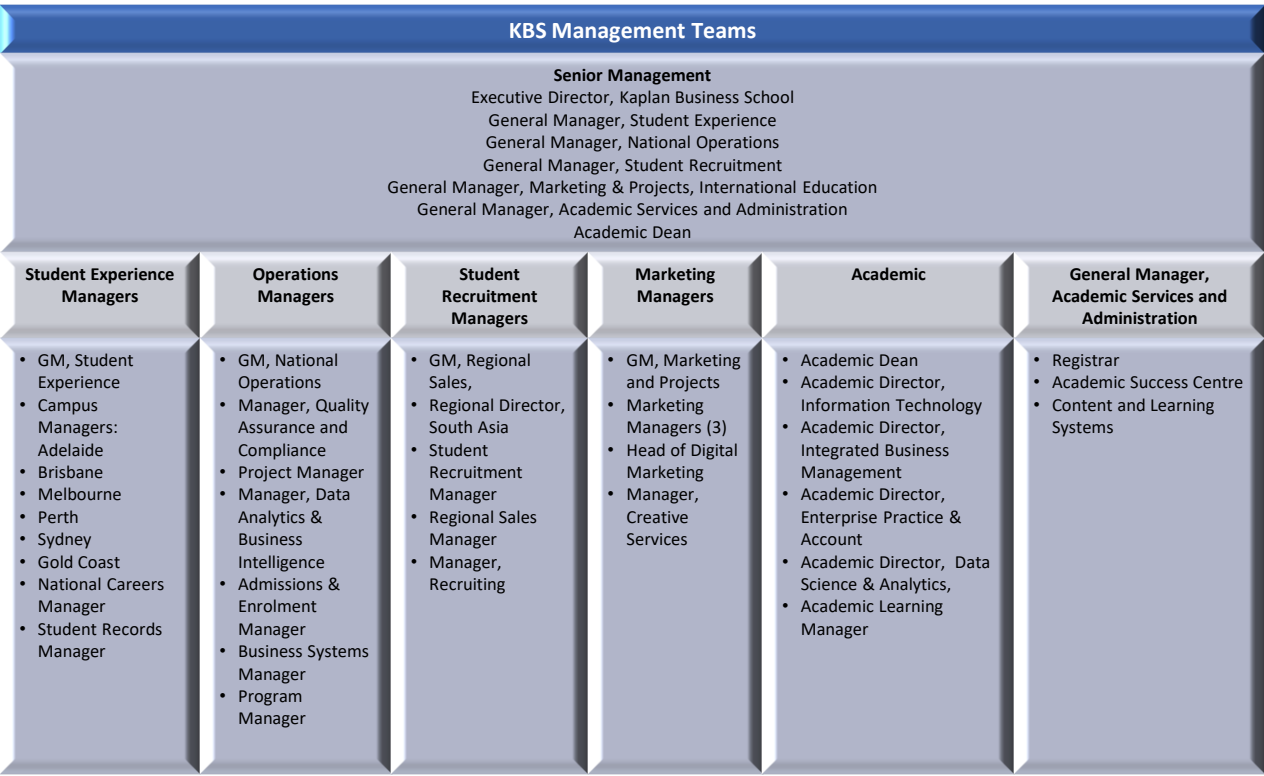 KBS Management Teams
Senior Management
Executive Director, Kaplan Business School
General Manager, Student Experience
General Manager, National Operations
General Manager, Student Recruitment
General Manager, Marketing & Projects, International Education
General Manager, Academic Services and Administration
Academic Dean
Student Experience
Managers
• GM, Student
Experience
• Campus
Managers:
Adelaide
• Brisbane
• Melbourne
• Perth
• Sydney
• Gold Coast
• National Careers
Manager
• Student Records
Manager
Operations
Managers
• GM, National
Operations
• Manager, Quality
Assurance and
Compliance
• Project Manager
• Manager, Data
Analytics &
Business
Intelligence
• Admissions &
Enrolment
Manager
• Business Systems
Manager
• Program
Manager
Student
Recruitment
Managers
• GM, Regional
Sales,
• Regional Director,
South Asia
• Student
Recruitment
Manager
• Regional Sales
Manager
• Manager,
Recruiting
Marketing
Managers
• GM, Marketing
and Projects
• Marketing
Managers (3)
• Head of Digital
Marketing
• Manager,
Creative
Services
Academic
• Academic Dean
• Academic Director,
Information Technology
• Academic Director,
Integrated Business
Management
• Academic Director,
Enterprise Practice &
Account
• Academic Director, Data
Science & Analytics,
• Academic Learning
Manager
General Manager,
Academic Services and
Administration
• Registrar
• Academic Success Centre
• Content and Learning
Systems